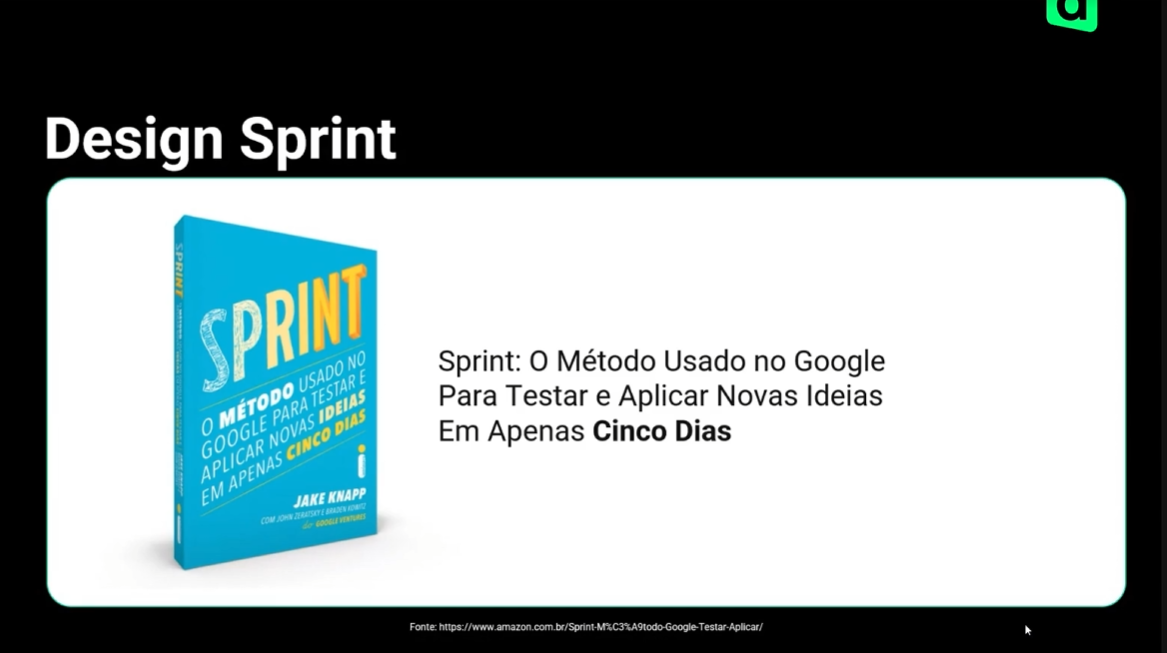 a
Design Sprint
SPRINT
SPRINT
O MÉTODO USADO NO
GOOGLE PARA TESTAR E
APLICAR NOVAS IDEIAS
EM APENAS CINCO DIAS
i
JAKE KNAPP
COM JOHN ZERATSKY E BRADEN KOWITZ
do GOOGLE VENTURES
Sprint: O Método Usado no Google
Para Testar e Aplicar Novas Ideias
Em Apenas Cinco Dias
Fonte: https://www.amazon.com.br/Sprint-M%C3%A9todo-Google-Testar-Aplicar/